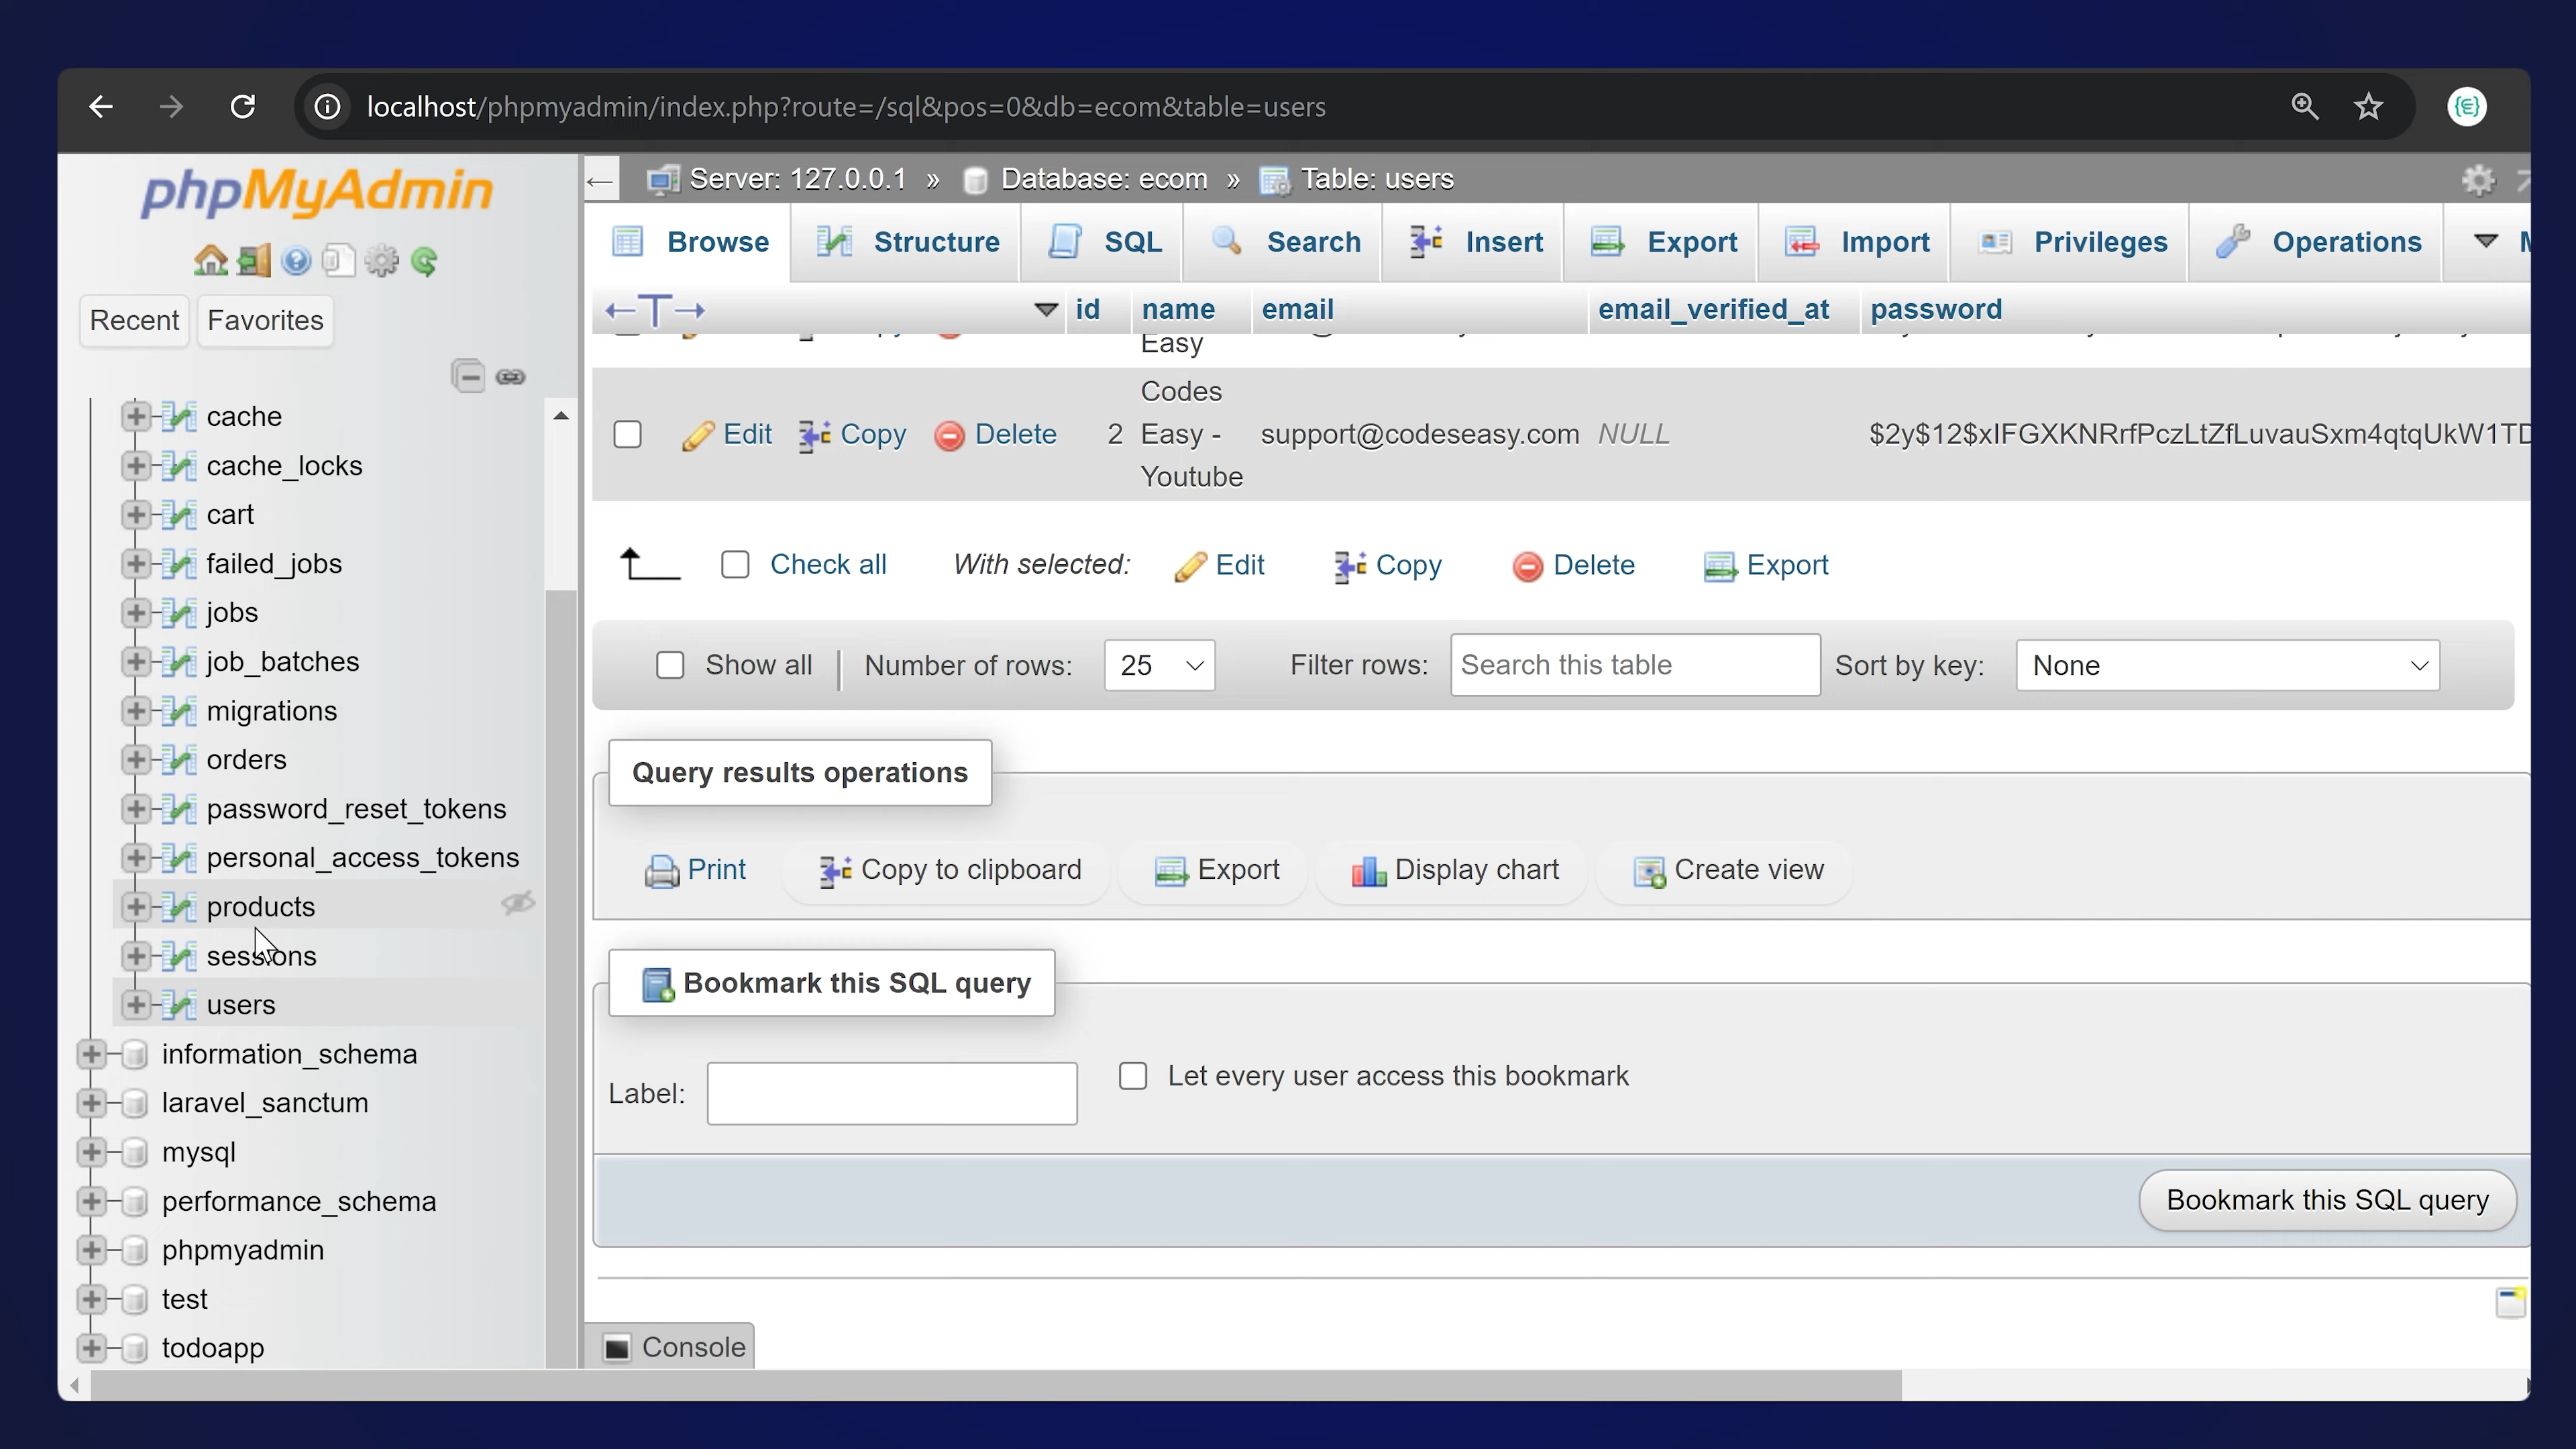 localhost/phpmyadmin/index.php?route=/sql&pos=0&db=ecom&table=users
phpMyAdmin
Recent Favorites
cache
cache_locks
cart
failed_jobs
jobs
job_batches
migrations
orders
password_reset_tokens
personal_access_tokens
products
sessions
users
information_schema
laravel_sanctum
mysql
performance_schema
phpmyadmin
test
todoapp
Server: 127.0.0.1 » Database: ecom » Table: users
Browse Structure SQL Search Insert Export Import Privileges Operations
id name email email_verified_at password
Easy
Codes
Edit Copy Delete 2 Easy - support@codeseasy.com NULL $2y$12$xIFGXKNRrfPczLtZfLuvauSxm4qtqUkW1TD
Youtube
Check all With selected: Edit Copy Delete Export
Show all Number of rows: 25 Filter rows: Search this table Sort by key: None
Query results operations
Print Copy to clipboard Export Display chart Create view
Bookmark this SQL query
Label: Let every user access this bookmark
Bookmark this SQL query
Console